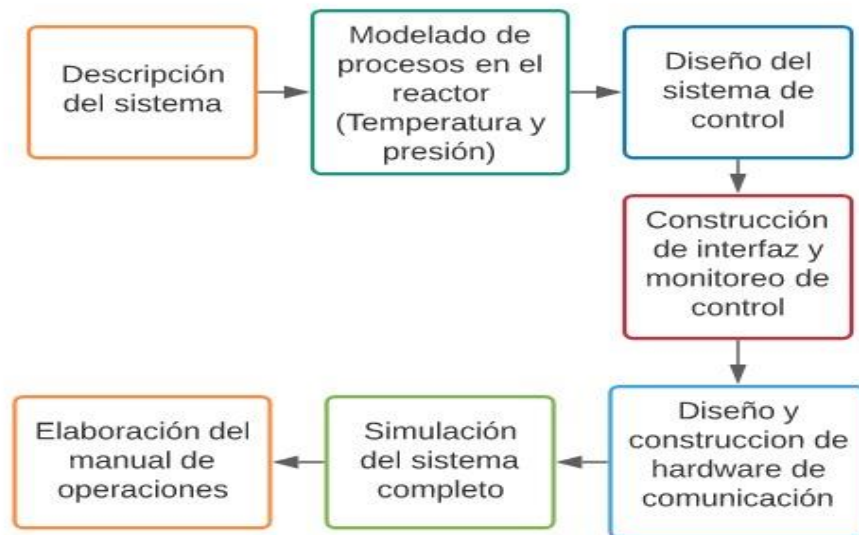 Descripción
del sistema
Modelado de
procesos en el
reactor
(Temperatura y
presión)
Diseño del
sistema de
control
Construcción
de interfaz y
monitoreo de
control
Diseño y
construccion de
hardware de
comunicación
Simulación
del sistema
completo
Elaboración del
manual de
operaciones